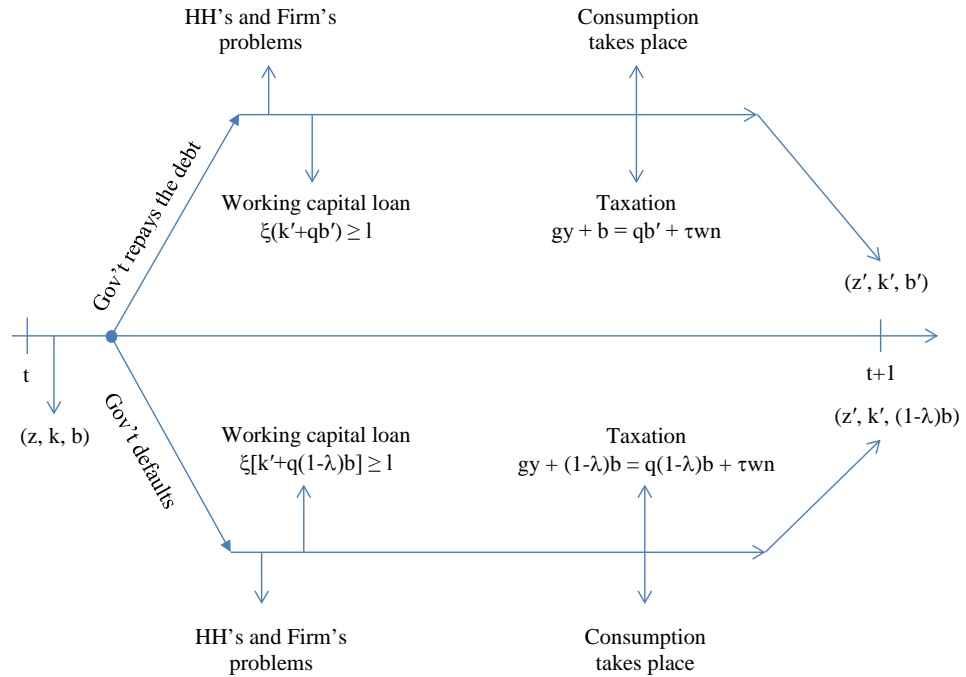 HH’s and Firm’s
problems
Consumption
takes place
Gov’t repays the debt
Working capital loan
ξ(k′+qb′) ≥ l
Taxation
gy + b = qb′ + τwn
(z′, k′, b′)
t
t+1
(z, k, b)
(z′, k′, (1-λ)b)
Gov’t defaults
Working capital loan
ξ[k′+q(1-λ)b] ≥ l
Taxation
gy + (1-λ)b = q(1-λ)b + τwn
HH’s and Firm’s
problems
Consumption
takes place